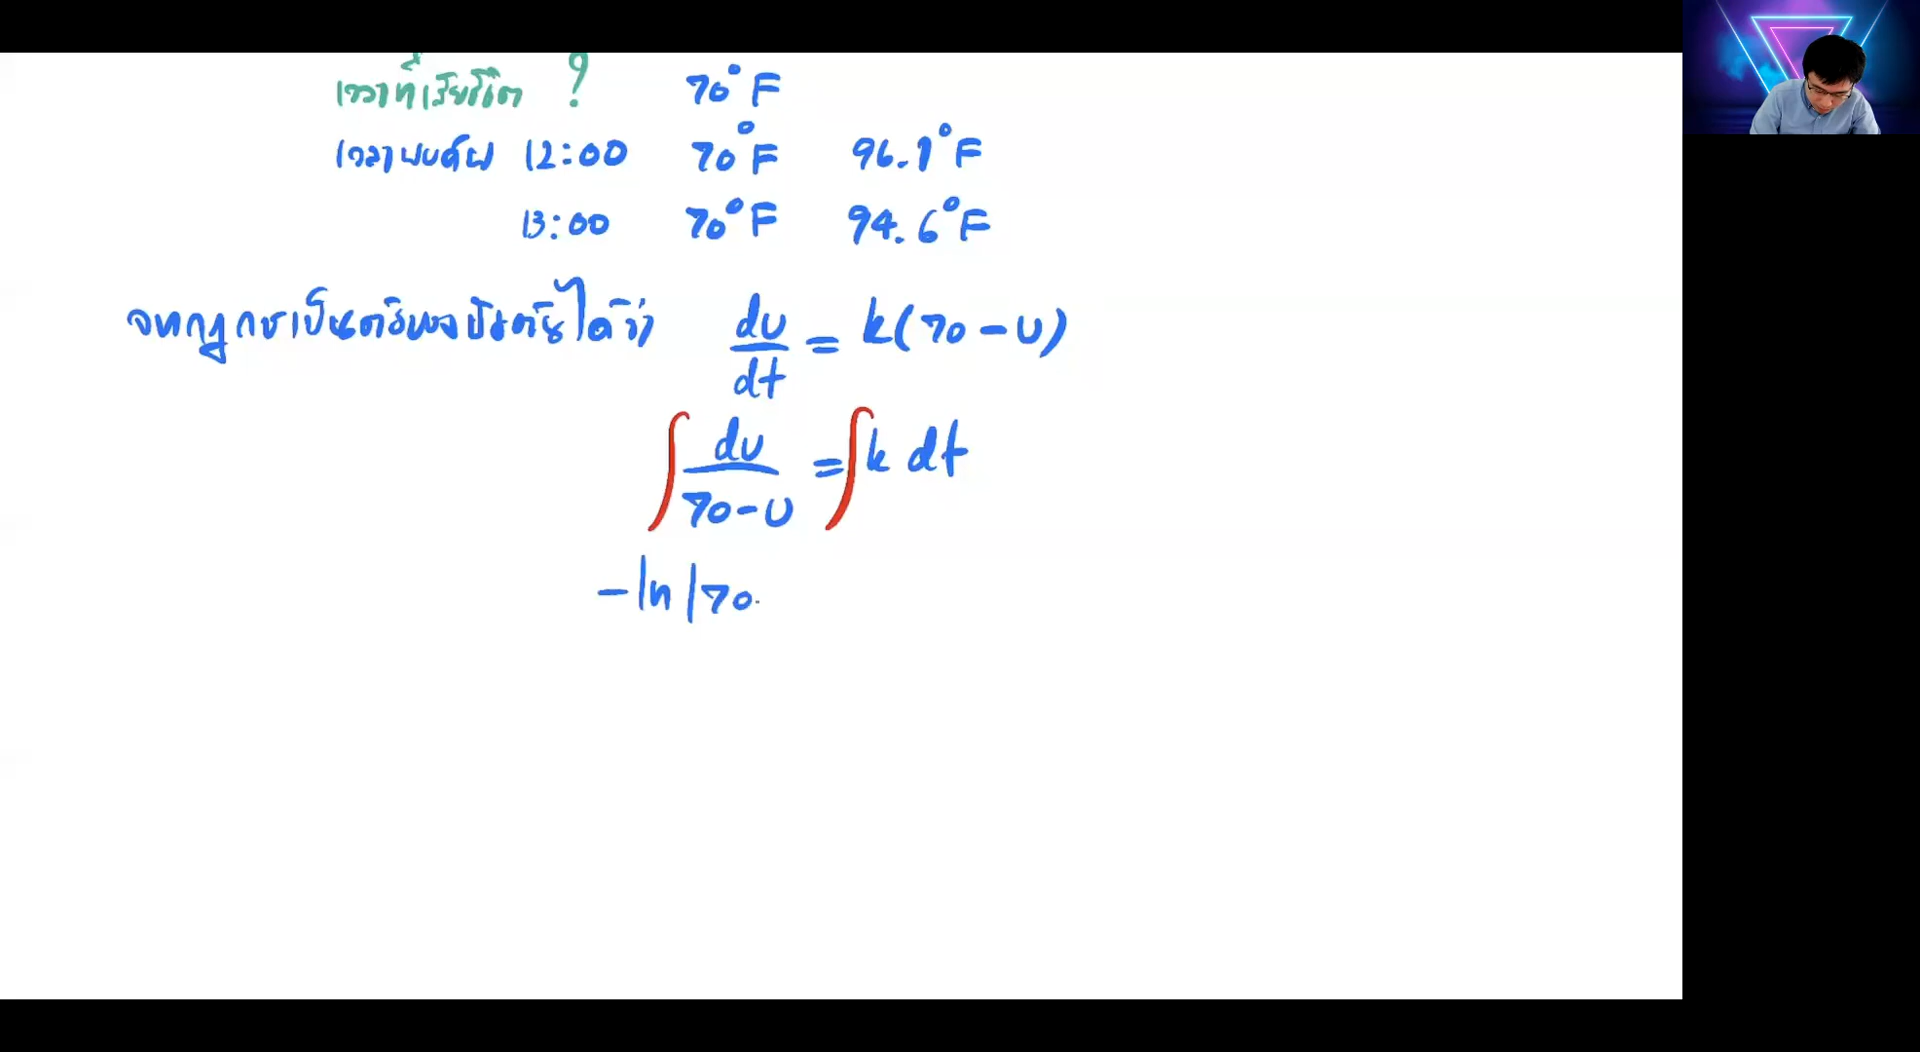 เวลาที่เสียชีวิต ? 70°F
เวลาพบศพ 12:00 70°F 96.1°F
13:00 70°F 94.6°F
จากกฎการเย็นตัวของนิวตันได้ว่า du/dt = k(70-u)
∫ du/(70-u) = ∫ k dt
-ln|70